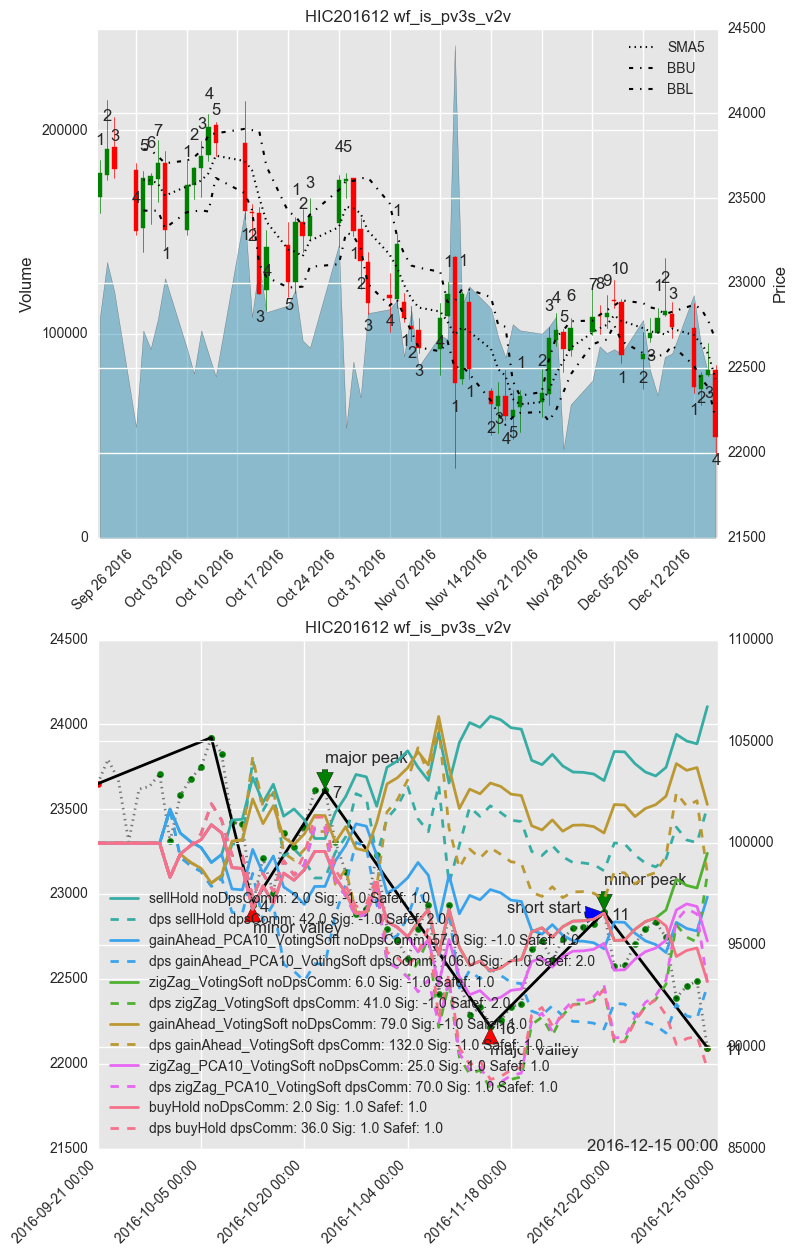 HIC201612 wf_is_pv3s_v2v
24500
24000
23500
23000
22500
22000
21500
Price
200000
100000
0
Volume
SMA5
BBU
BBL
Sep 26 2016
Oct 03 2016
Oct 10 2016
Oct 17 2016
Oct 24 2016
Oct 31 2016
Nov 07 2016
Nov 14 2016
Nov 21 2016
Nov 28 2016
Dec 05 2016
Dec 12 2016
HIC201612 wf_is_pv3s_v2v
24500
24000
23500
23000
22500
22000
21500
110000
105000
100000
95000
90000
85000
major peak
7
minor peak
short start
11
4
minor valley
16
major valley
11
sellHold noDpsComm: 2.0 Sig: -1.0 Safef: 1.0
dps sellHold dpsComm: 42.0 Sig: -1.0 Safef: 2.0
gainAhead_PCA10_VotingSoft noDpsComm: 57.0 Sig: -1.0 Safef: 1.0
dps gainAhead_PCA10_VotingSoft dpsComm: 106.0 Sig: -1.0 Safef: 2.0
zigZag_VotingSoft noDpsComm: 6.0 Sig: -1.0 Safef: 1.0
dps zigZag_VotingSoft dpsComm: 41.0 Sig: -1.0 Safef: 2.0
gainAhead_VotingSoft noDpsComm: 79.0 Sig: -1.0 Safef: 1.0
dps gainAhead_VotingSoft dpsComm: 132.0 Sig: -1.0 Safef: 2.0
zigZag_PCA10_VotingSoft noDpsComm: 25.0 Sig: 1.0 Safef: 1.0
dps zigZag_PCA10_VotingSoft dpsComm: 70.0 Sig: 1.0 Safef: 1.0
buyHold noDpsComm: 2.0 Sig: 1.0 Safef: 1.0
dps buyHold dpsComm: 36.0 Sig: 1.0 Safef: 1.0
2016-12-15 00:00
2016-09-21 00:00
2016-10-05 00:00
2016-10-20 00:00
2016-11-04 00:00
2016-11-18 00:00
2016-12-02 00:00
2016-12-15 00:00